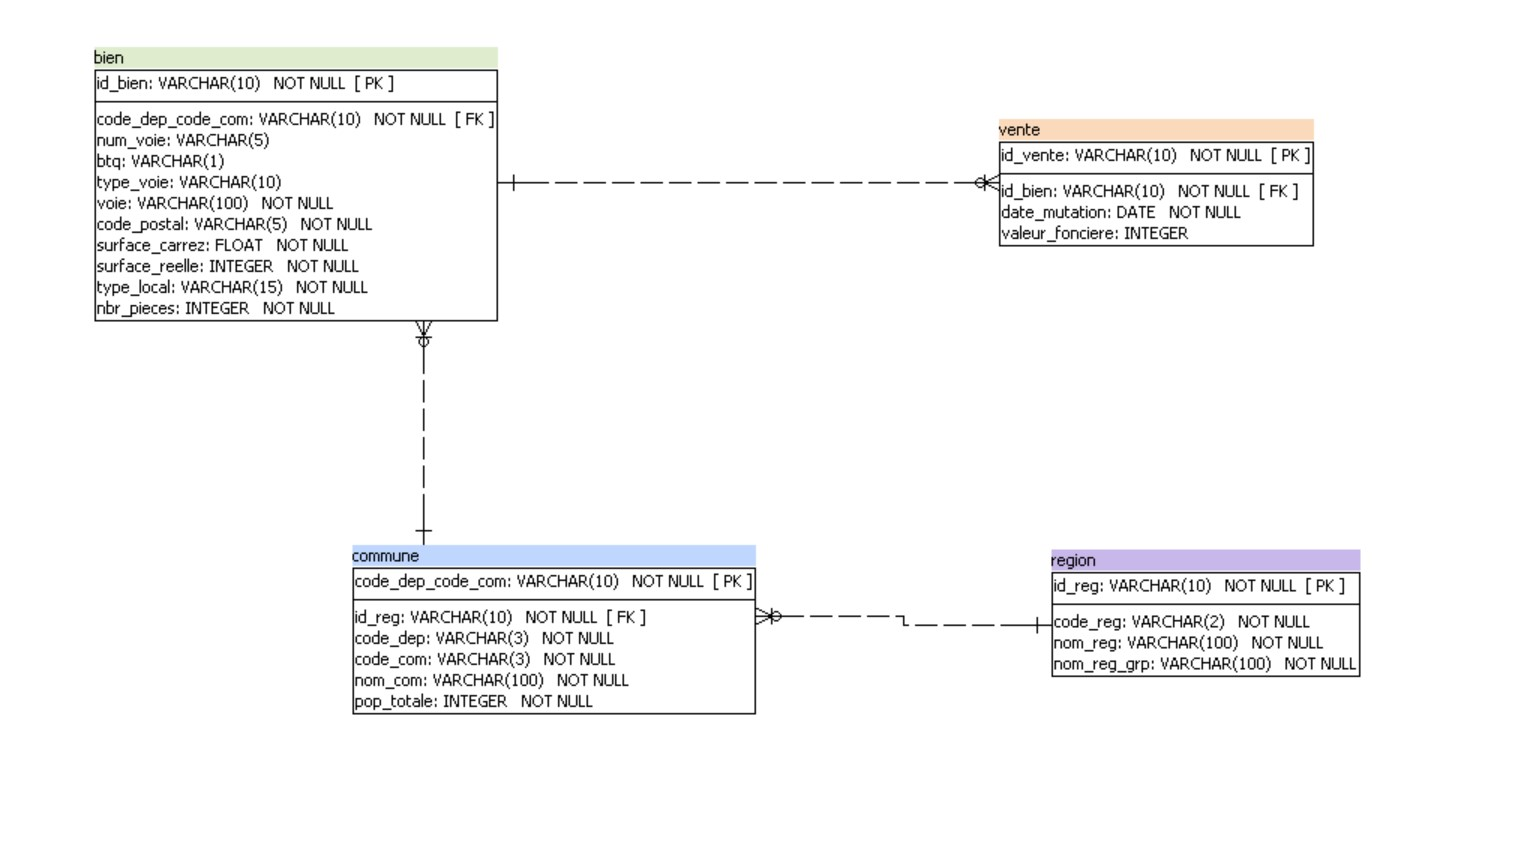 bien
id_bien: VARCHAR(10) NOT NULL [ PK ]
code_dep_code_com: VARCHAR(10) NOT NULL [ FK ]
num_voie: VARCHAR(5)
btq: VARCHAR(1)
type_voie: VARCHAR(10)
voie: VARCHAR(100) NOT NULL
code_postal: VARCHAR(5) NOT NULL
surface_carrez: FLOAT NOT NULL
surface_reelle: INTEGER NOT NULL
type_local: VARCHAR(15) NOT NULL
nbr_pieces: INTEGER NOT NULL
vente
id_vente: VARCHAR(10) NOT NULL [ PK ]
id_bien: VARCHAR(10) NOT NULL [ FK ]
date_mutation: DATE NOT NULL
valeur_fonciere: INTEGER
commune
code_dep_code_com: VARCHAR(10) NOT NULL [ PK ]
id_reg: VARCHAR(10) NOT NULL [ FK ]
code_dep: VARCHAR(3) NOT NULL
code_com: VARCHAR(3) NOT NULL
nom_com: VARCHAR(100) NOT NULL
pop_totale: INTEGER NOT NULL
region
id_reg: VARCHAR(10) NOT NULL [ PK ]
code_reg: VARCHAR(2) NOT NULL
nom_reg: VARCHAR(100) NOT NULL
nom_reg_grp: VARCHAR(100) NOT NULL